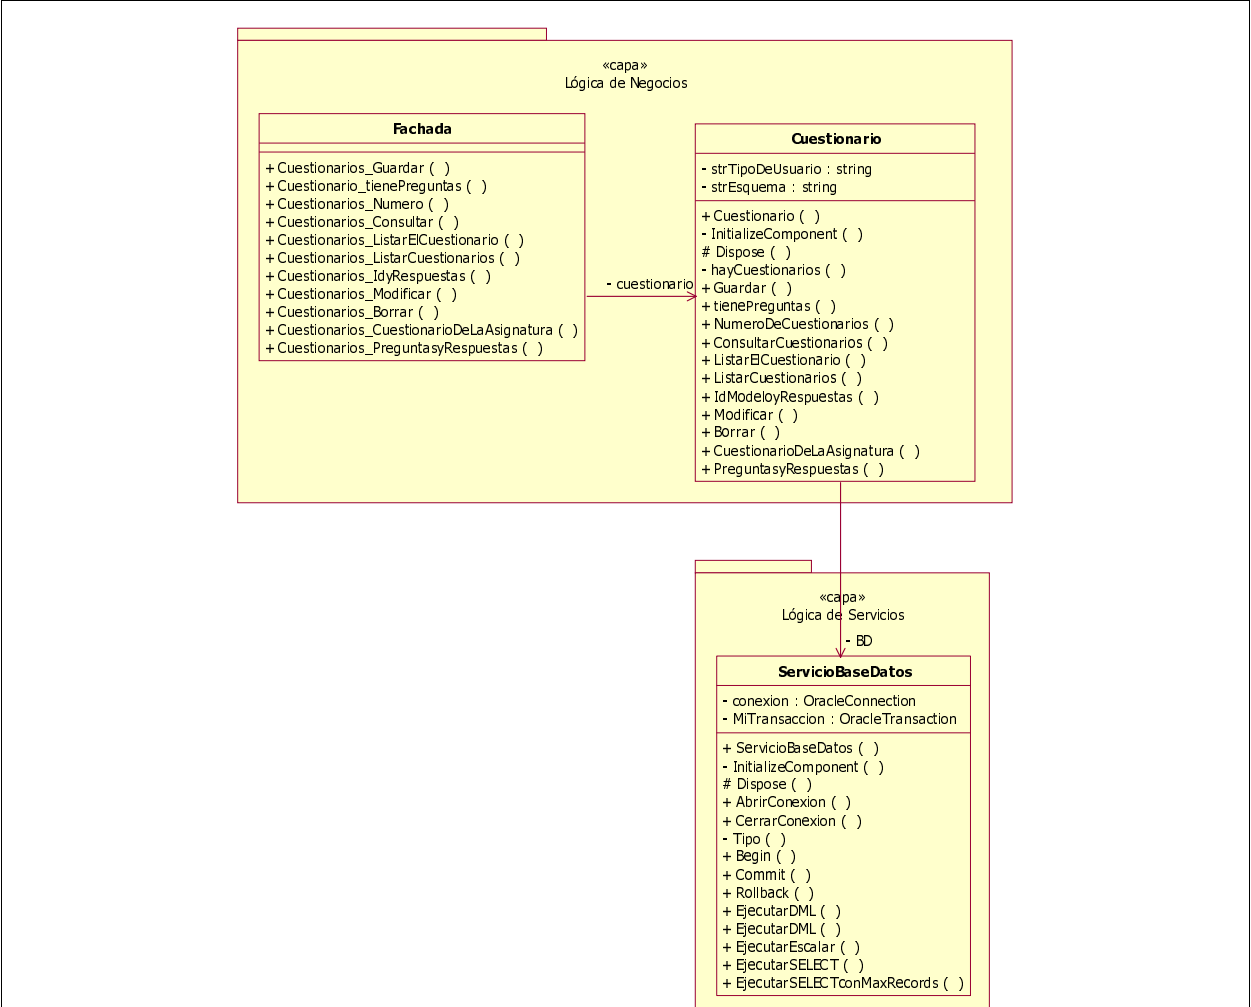 «capa»
Lógica de Negocios
Fachada
+ Cuestionarios_Guardar ( )
+ Cuestionario_tienePreguntas ( )
+ Cuestionarios_Numero ( )
+ Cuestionarios_Consultar ( )
+ Cuestionarios_ListarElCuestionario ( )
+ Cuestionarios_ListarCuestionarios ( )
+ Cuestionarios_IdyRespuestas ( )
+ Cuestionarios_Modificar ( )
+ Cuestionarios_Borrar ( )
+ Cuestionarios_CuestionarioDeLaAsignatura ( )
+ Cuestionarios_PreguntasyRespuestas ( )
- cuestionario
Cuestionario
- strTipoDeUsuario : string
- strEsquema : string
+ Cuestionario ( )
- InitializeComponent ( )
# Dispose ( )
- hayCuestionarios ( )
+ Guardar ( )
+ tienePreguntas ( )
+ NumeroDeCuestionarios ( )
+ ConsultarCuestionarios ( )
+ ListarElCuestionario ( )
+ ListarCuestionarios ( )
+ IdModeloyRespuestas ( )
+ Modificar ( )
+ Borrar ( )
+ CuestionarioDeLaAsignatura ( )
+ PreguntasyRespuestas ( )
«capa»
Lógica de Servicios
- BD
ServicioBaseDatos
- conexion : OracleConnection
- MiTransaccion : OracleTransaction
+ ServicioBaseDatos ( )
- InitializeComponent ( )
# Dispose ( )
+ AbrirConexion ( )
+ CerrarConexion ( )
- Tipo ( )
+ Begin ( )
+ Commit ( )
+ Rollback ( )
+ EjecutarDML ( )
+ EjecutarDML ( )
+ EjecutarEscalar ( )
+ EjecutarSELECT ( )
+ EjecutarSELECTconMaxRecords ( )